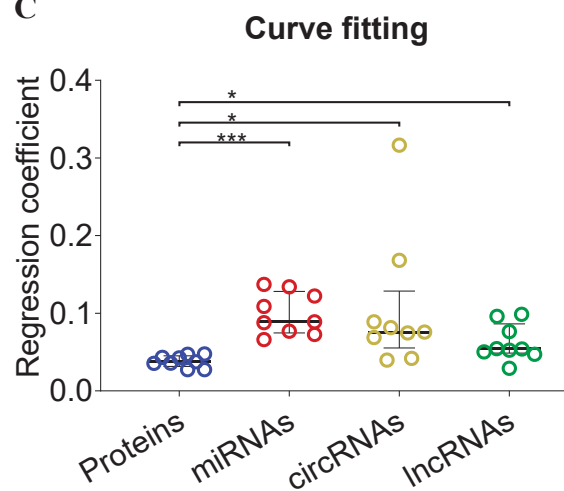 C
Curve fitting
Regression coefficient
0.4
0.3
0.2
0.1
0.0
*
*
***
Proteins
miRNAs
circRNAs
lncRNAs